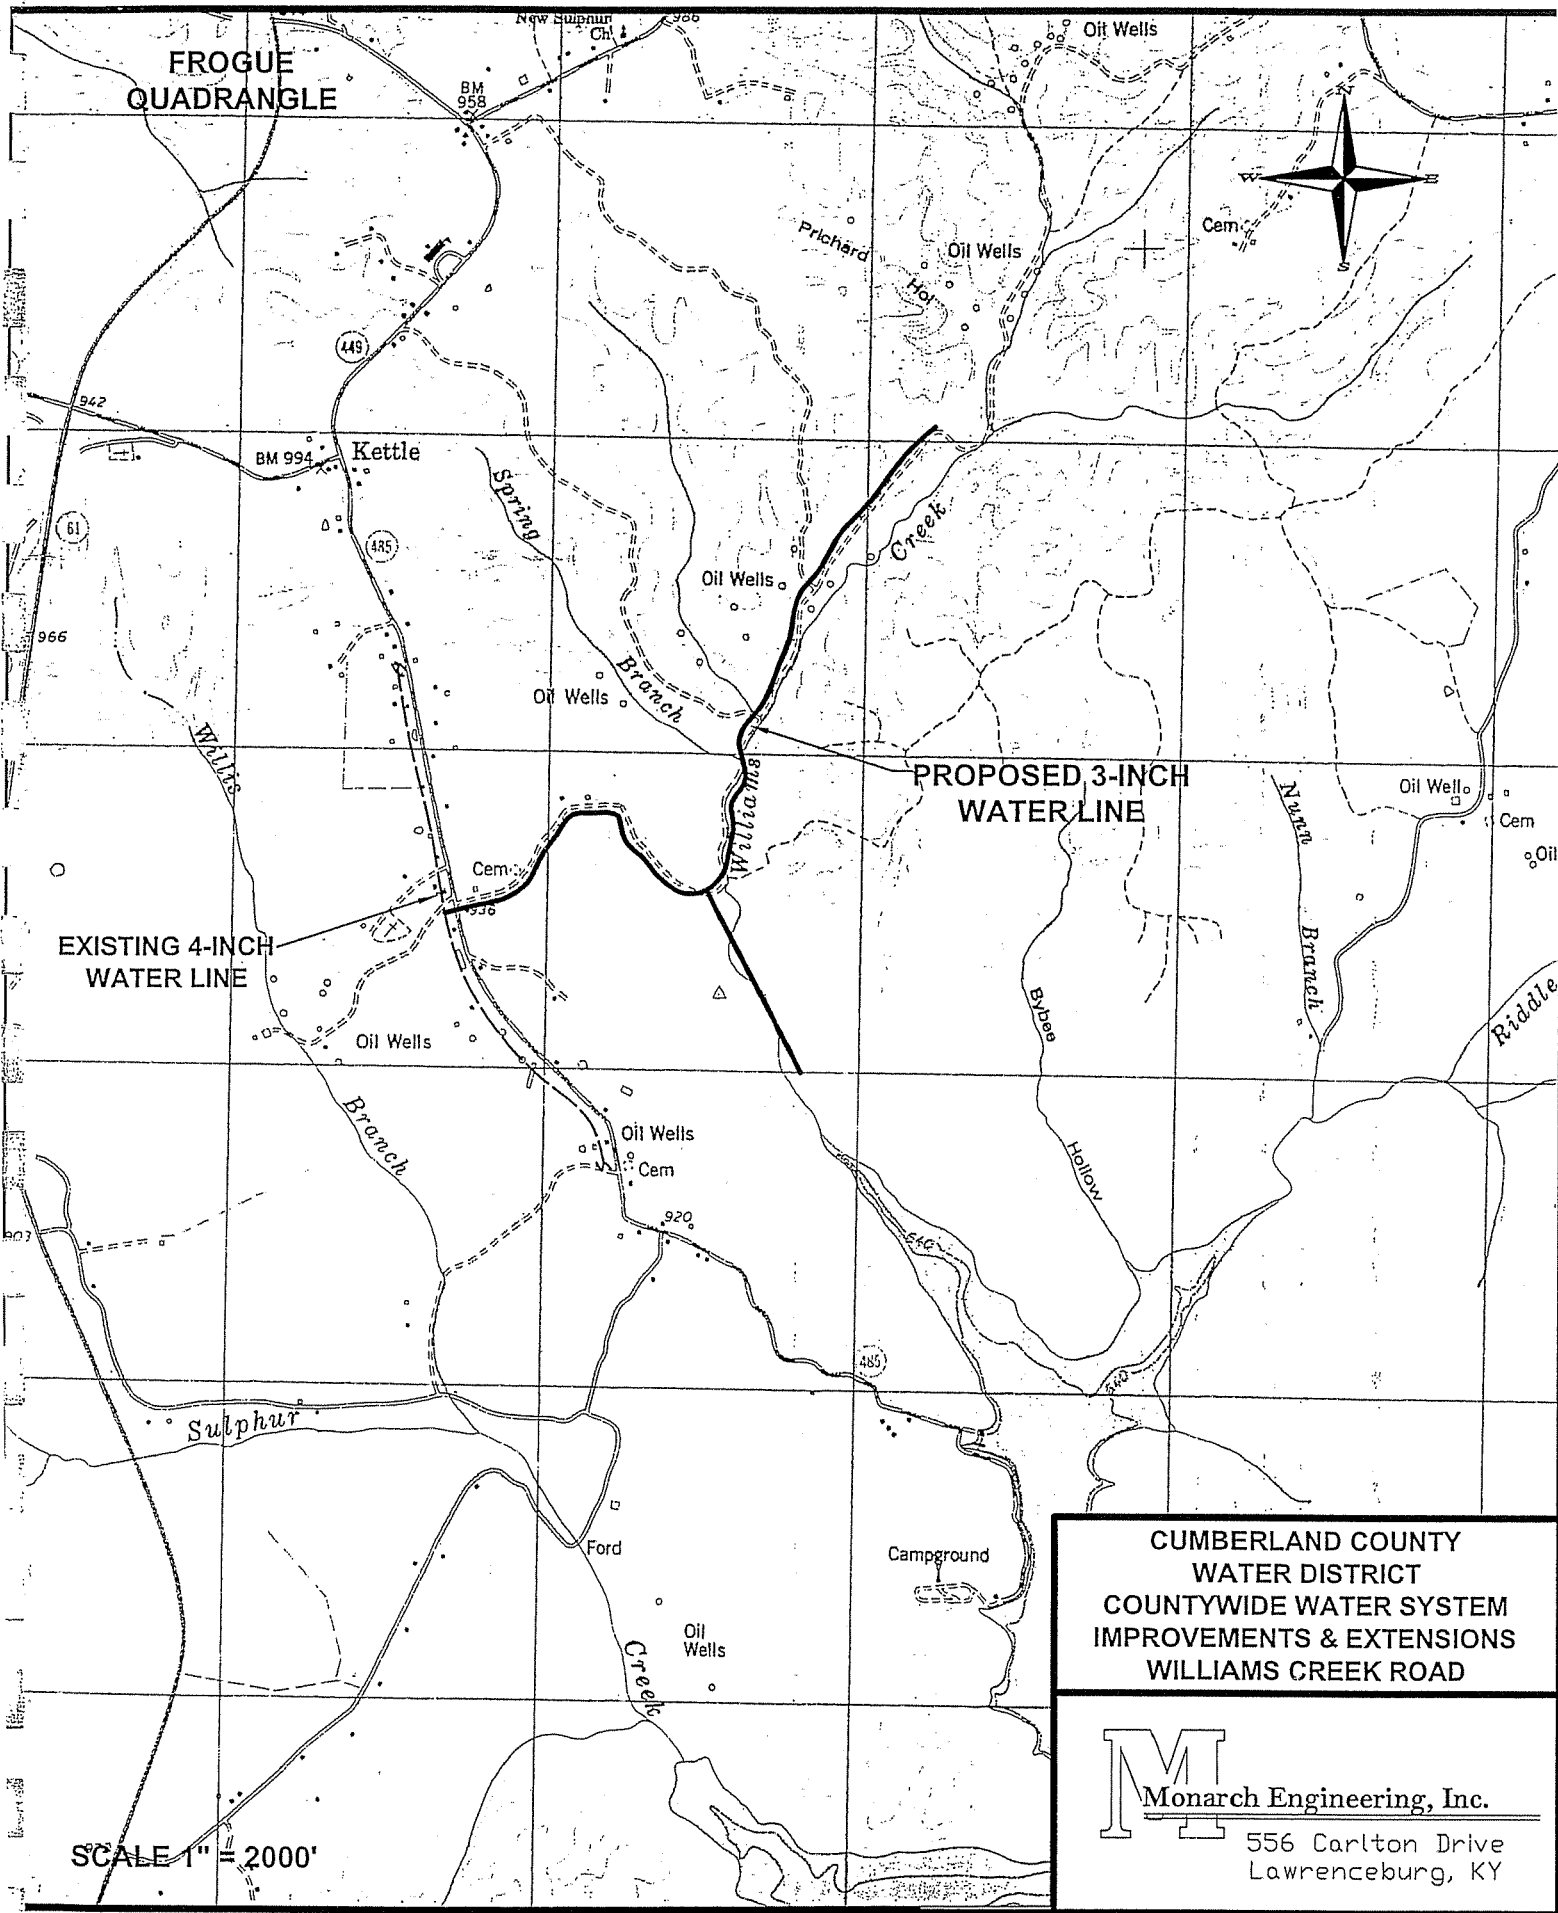 New Sulphur
Ch
986
Oil Wells
FROGUE
QUADRANGLE
BM
958
N
W
E
S
Cem
Prichard
Hol
Oil Wells
449
942
BM 994
Kettle
Spring
Creek
61
485
Oil Wells
966
Branch
Oil Wells
Willis
Williams
PROPOSED 3-INCH
WATER LINE
Nunn
Oil Well
Cem
Oil
Cem
936
EXISTING 4-INCH
WATER LINE
Branch
Bybee
Riddle
Oil Wells
Branch
Oil Wells
Cem
Hollow
920
903
640
485
640
Sulphur
Ford
Campground
Oil
Wells
Creek
CUMBERLAND COUNTY
WATER DISTRICT
COUNTYWIDE WATER SYSTEM
IMPROVEMENTS & EXTENSIONS
WILLIAMS CREEK ROAD
M
Monarch Engineering, Inc.
556 Carlton Drive
Lawrenceburg, KY
SCALE 1" = 2000'